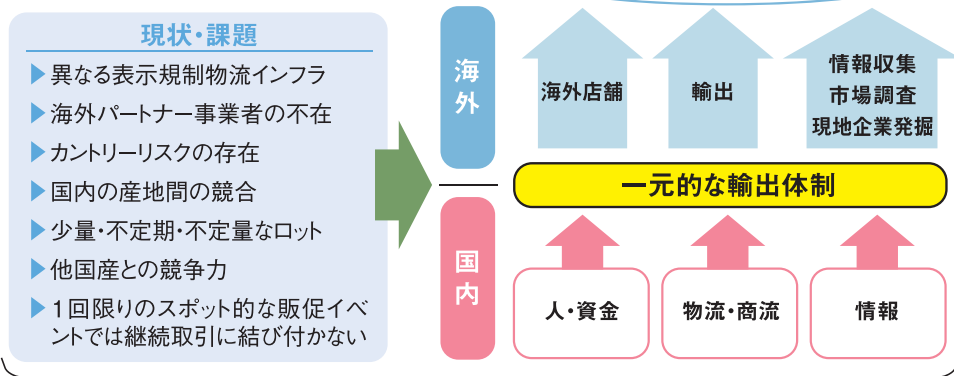 現状・課題
異なる表示規制物流インフラ
海外パートナー事業者の不在
カントリーリスクの存在
国内の産地間の競合
少量・不定期・不定量なロット
他国産との競争力
1回限りのスポット的な販促イベ
ントでは継続取引に結び付かない
海外
海外店舗
輸出
情報収集
市場調査
現地企業発掘
一元的な輸出体制
国内
人・資金
物流・商流
情報